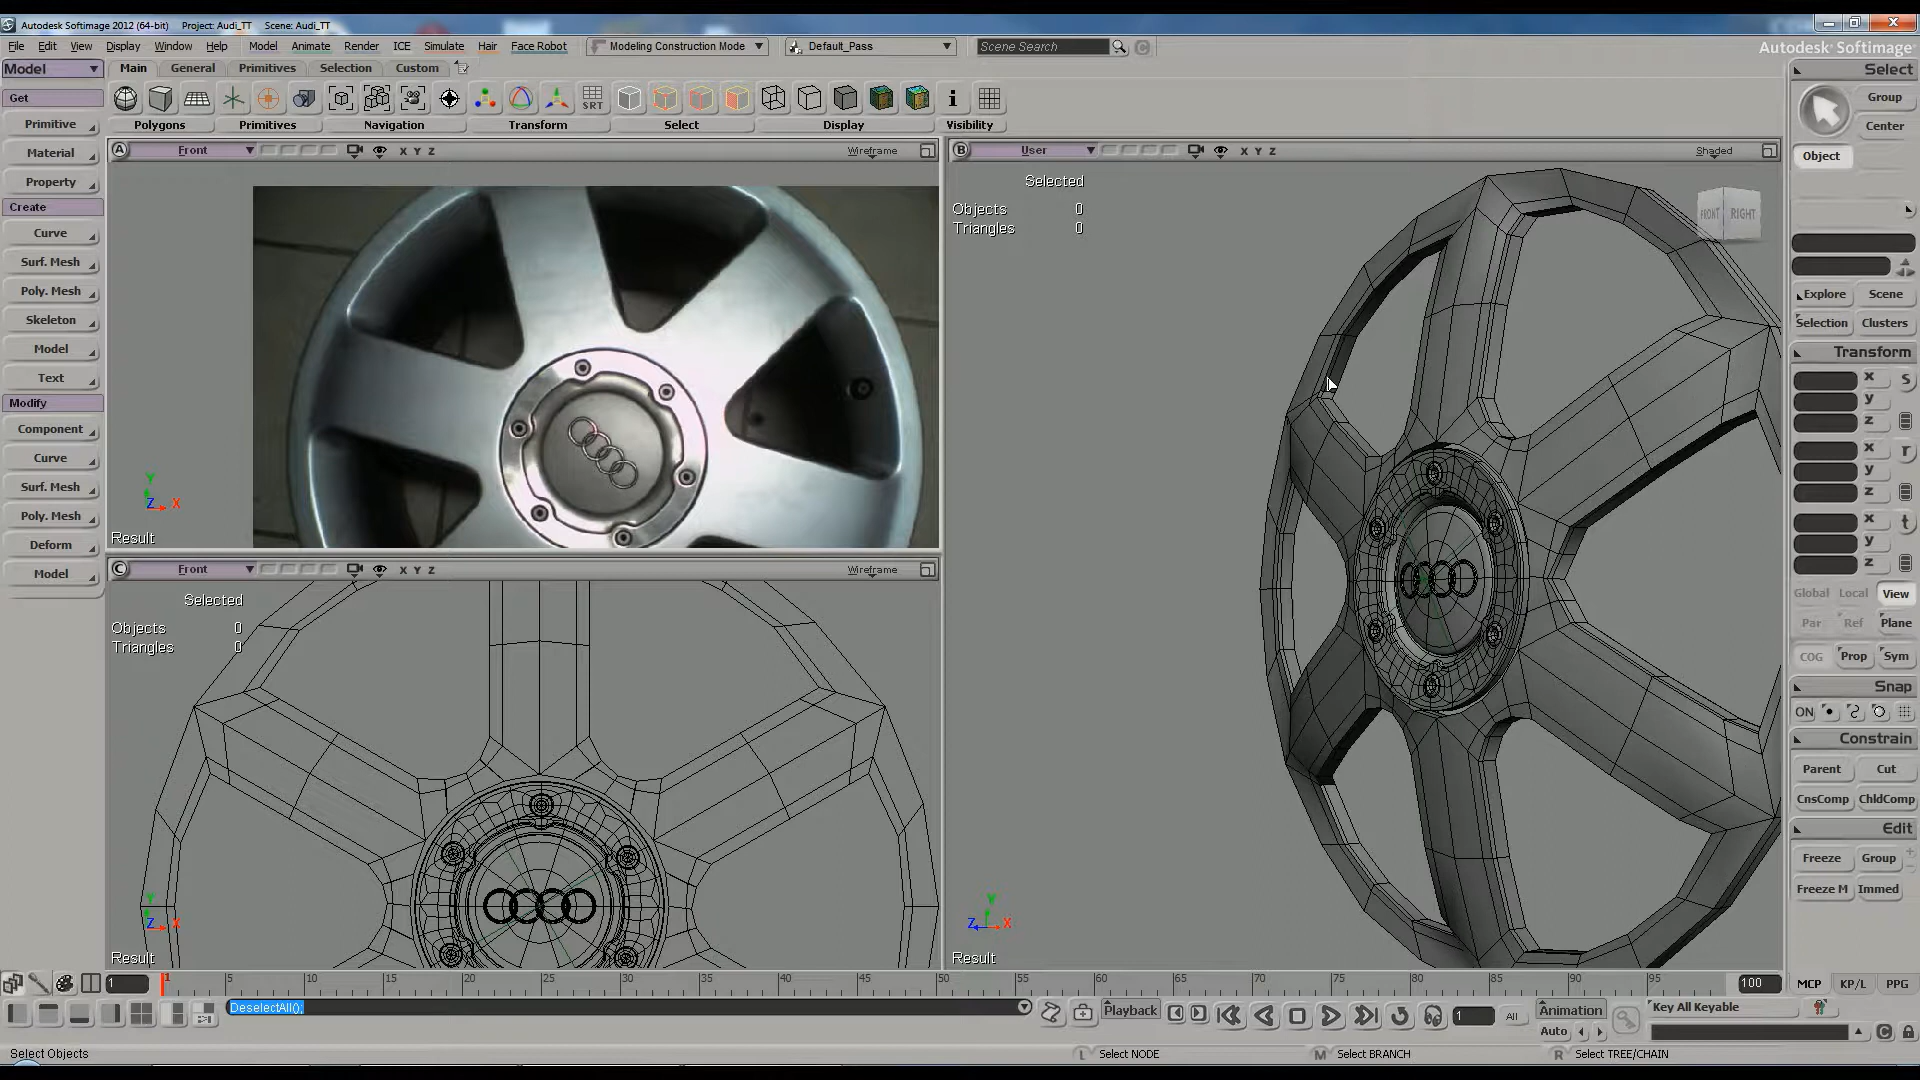 Autodesk Softimage 2012 (64-bit) Project: Audi_TT Scene: Audi_TT
File Edit View Display Window Help Model Animate Render ICE Simulate Hair Face Robot Modeling Construction Mode Default_Pass Scene Search Autodesk® Softimage®
Model Main General Primitives Selection Custom Select
Get
Primitive
Material
Property
Create
Curve
Surf. Mesh
Poly. Mesh
Skeleton
Model
Text
Modify
Component
Curve
Surf. Mesh
Poly. Mesh
Deform
Model
SRT
Polygons Primitives Navigation Transform Select Display Visibility
A Front X Y Z Wireframe
Y
Z X
Result
B User X Y Z Shaded
Selected
Objects 0
Triangles 0
FRONT RIGHT
Y
Z X
Result
C Front X Y Z Wireframe
Selected
Objects 0
Triangles 0
Y
Z X
Result
Group
Center
Object
Explore Scene
Selection Clusters
Transform
x s
y
z
x r
y
z
x t
y
z
Global Local View
Par Ref Plane
COG Prop Sym
Snap
ON
Constrain
Parent Cut
CnsComp ChldComp
Edit
Freeze Group
Freeze M Immed
1 1 5 10 15 20 25 30 35 40 45 50 55 60 65 70 75 80 85 90 95 100 MCP KP/L PPG
DeselectAll(); Playback 1 All Animation Key All Keyable
Auto
Select Objects L Select NODE M Select BRANCH R Select TREE/CHAIN